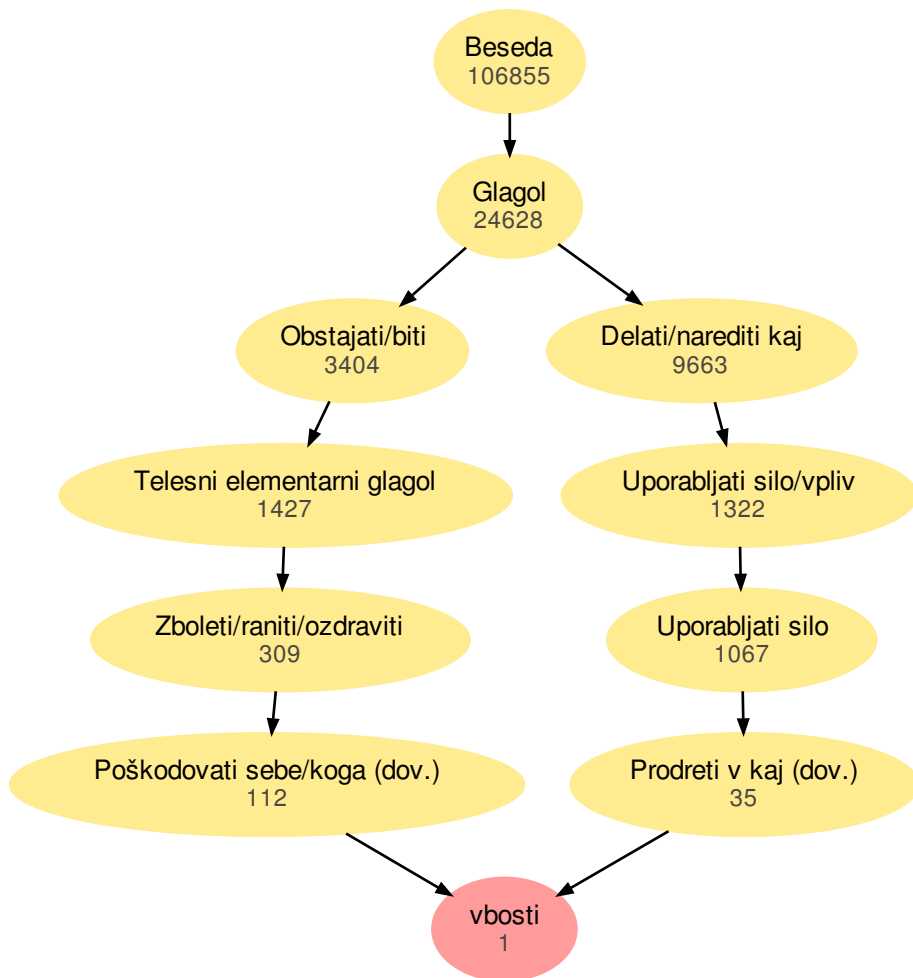 Beseda
106855
Glagol
24628
Obstajati/biti
3404
Delati/narediti kaj
9663
Telesni elementarni glagol
1427
Uporabljati silo/vpliv
1322
Zboleti/raniti/ozdraviti
309
Uporabljati silo
1067
Poškodovati sebe/koga (dov.)
112
Prodreti v kaj (dov.)
35
vbosti
1